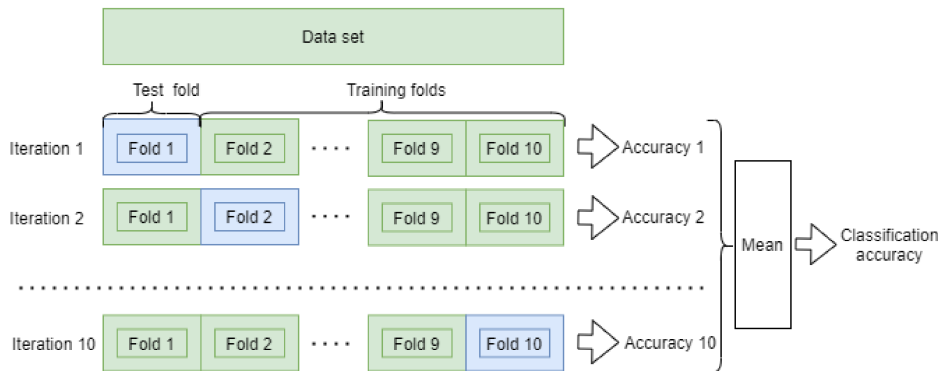 Data set
Test fold Training folds
Iteration 1 Fold 1 Fold 2 .... Fold 9 Fold 10 Accuracy 1
Iteration 2 Fold 1 Fold 2 .... Fold 9 Fold 10 Accuracy 2
Mean
Classification
accuracy
Iteration 10 Fold 1 Fold 2 .... Fold 9 Fold 10 Accuracy 10